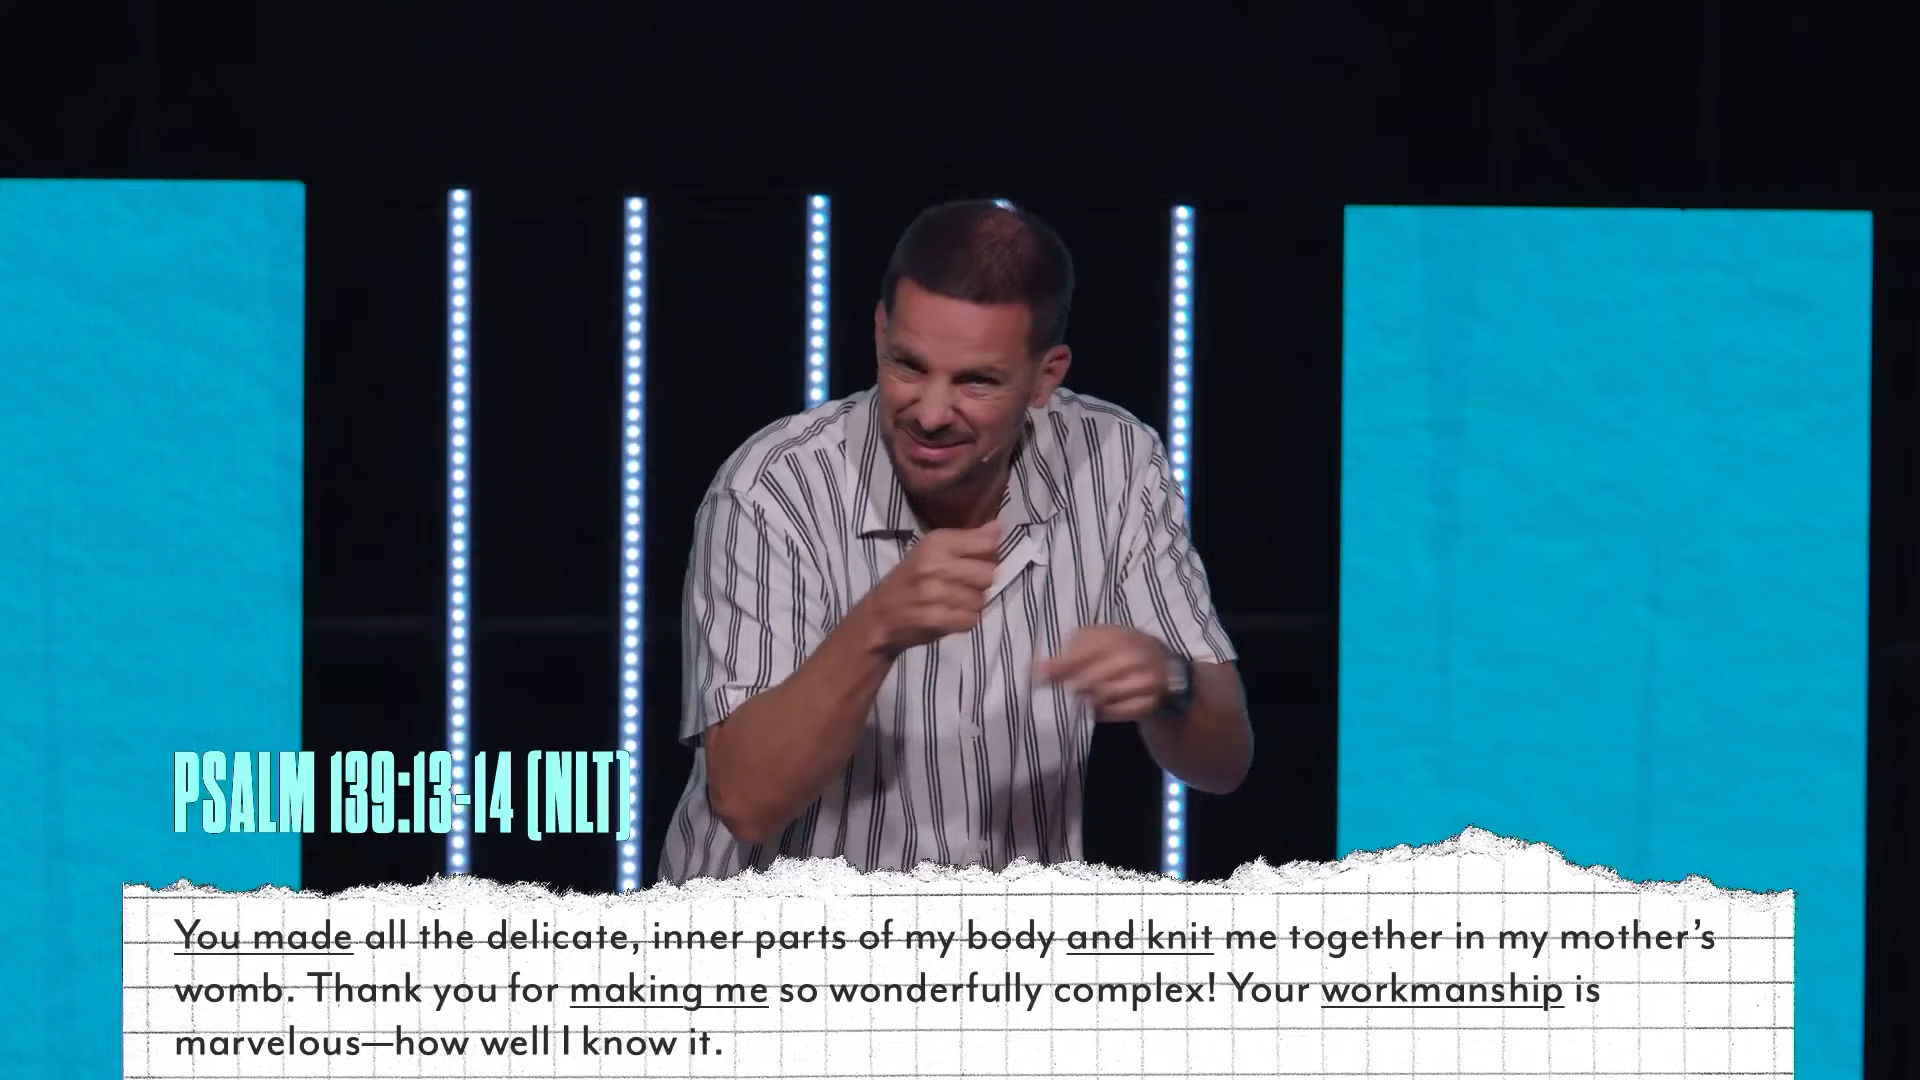 PSALM 139:13-14 (NLT)
You made all the delicate, inner parts of my body and knit me together in my mother’s
womb. Thank you for making me so wonderfully complex! Your workmanship is
marvelous—how well I know it.